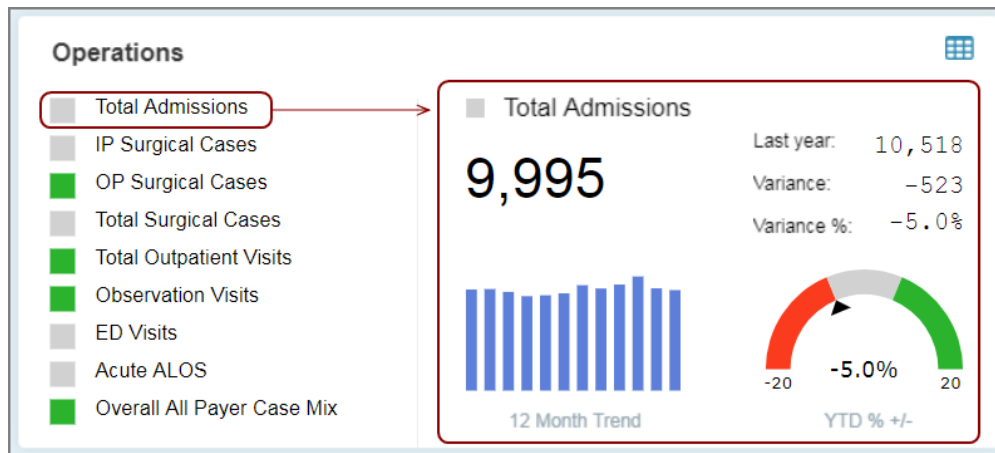 Operations
Total Admissions
IP Surgical Cases
OP Surgical Cases
Total Surgical Cases
Total Outpatient Visits
Observation Visits
ED Visits
Acute ALOS
Overall All Payer Case Mix
Total Admissions
9,995
Last year: 10,518
Variance: -523
Variance %: -5.0%
12 Month Trend
-20 -5.0% 20
YTD % +/-